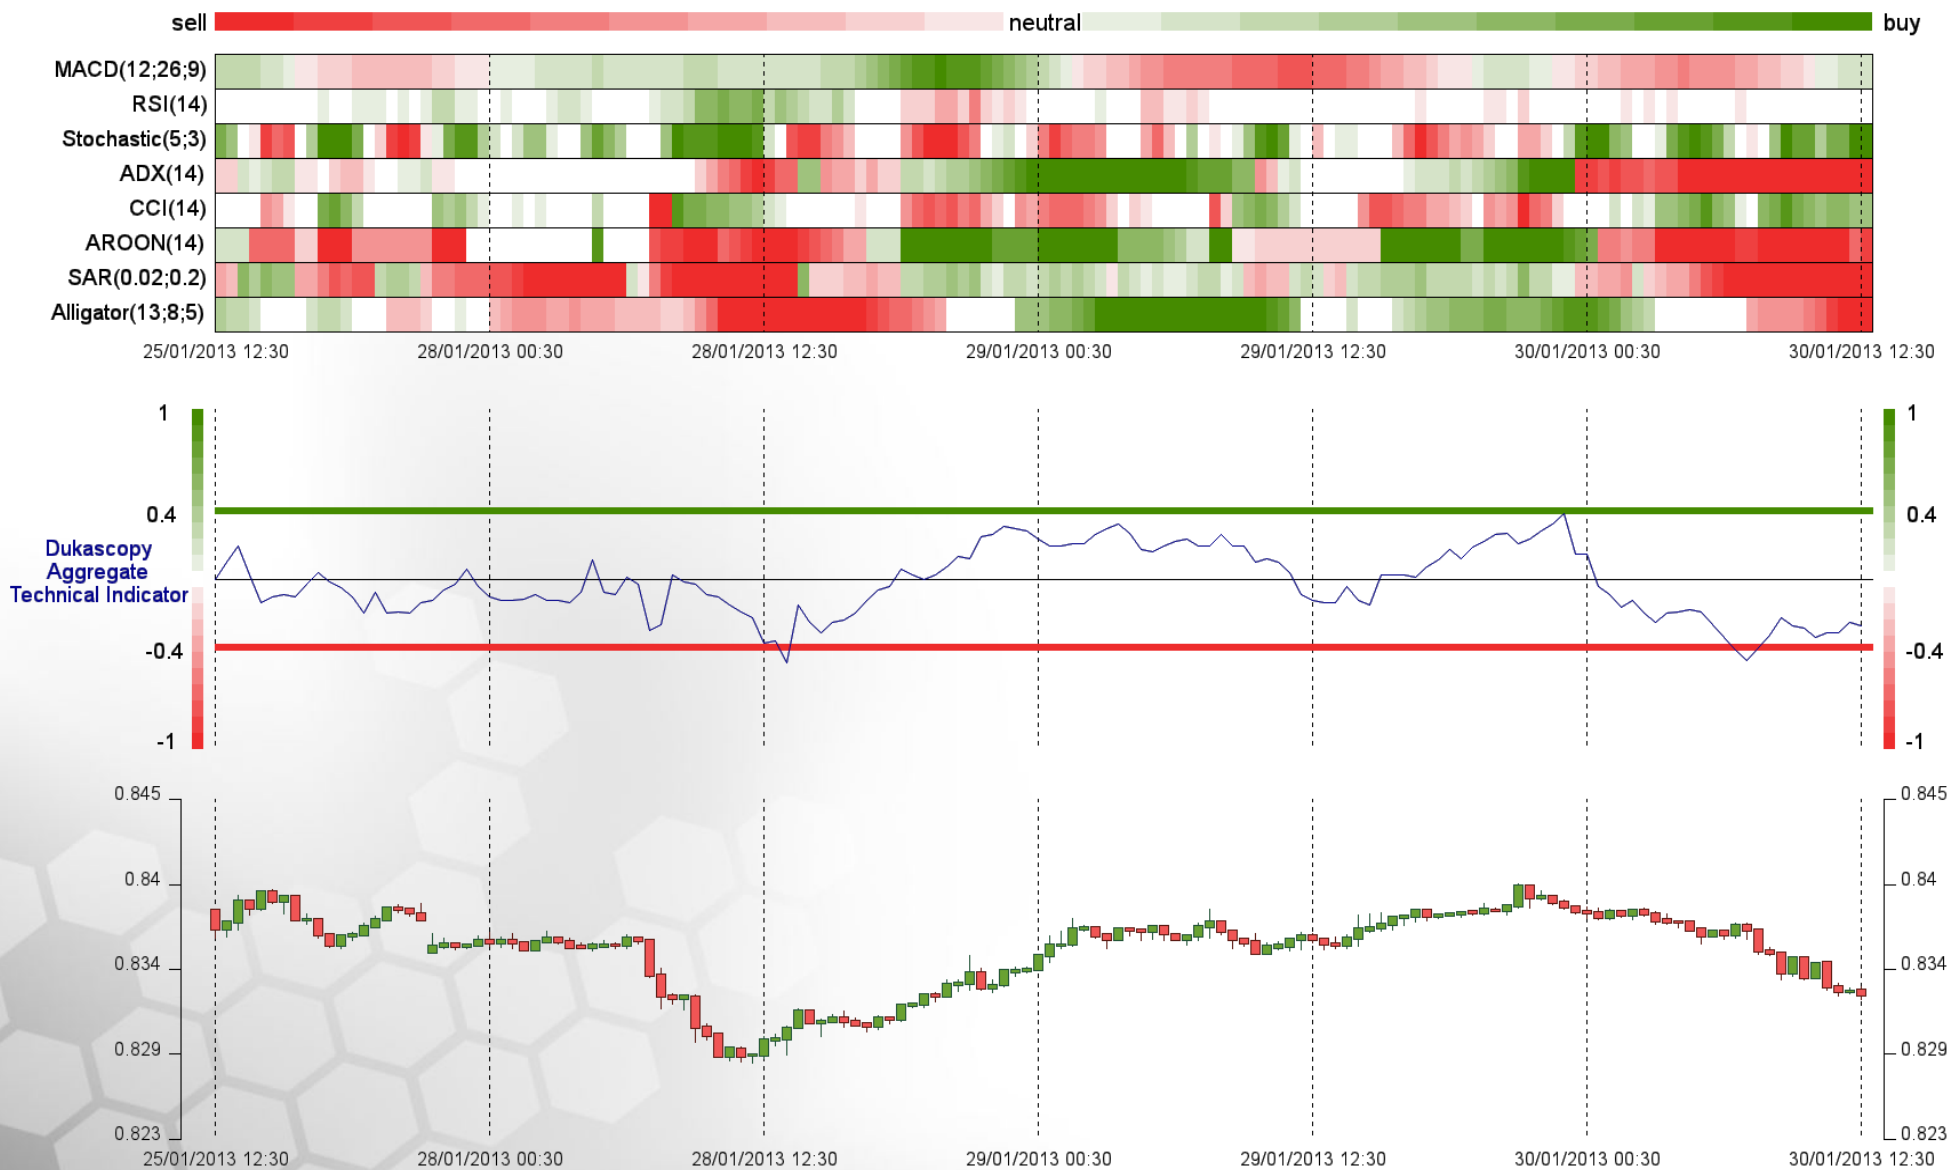 sell neutral buy
MACD(12;26;9)
RSI(14)
Stochastic(5;3)
ADX(14)
CCI(14)
AROON(14)
SAR(0.02;0.2)
Alligator(13;8;5)
25/01/2013 12:30 28/01/2013 00:30 28/01/2013 12:30 29/01/2013 00:30 29/01/2013 12:30 30/01/2013 00:30 30/01/2013 12:30
1 1
0.4 0.4
Dukascopy
Aggregate
Technical Indicator
-0.4 -0.4
-1 -1
0.845 0.845
0.84 0.84
0.834 0.834
0.829 0.829
0.823 0.823
25/01/2013 12:30 28/01/2013 00:30 28/01/2013 12:30 29/01/2013 00:30 29/01/2013 12:30 30/01/2013 00:30 30/01/2013 12:30